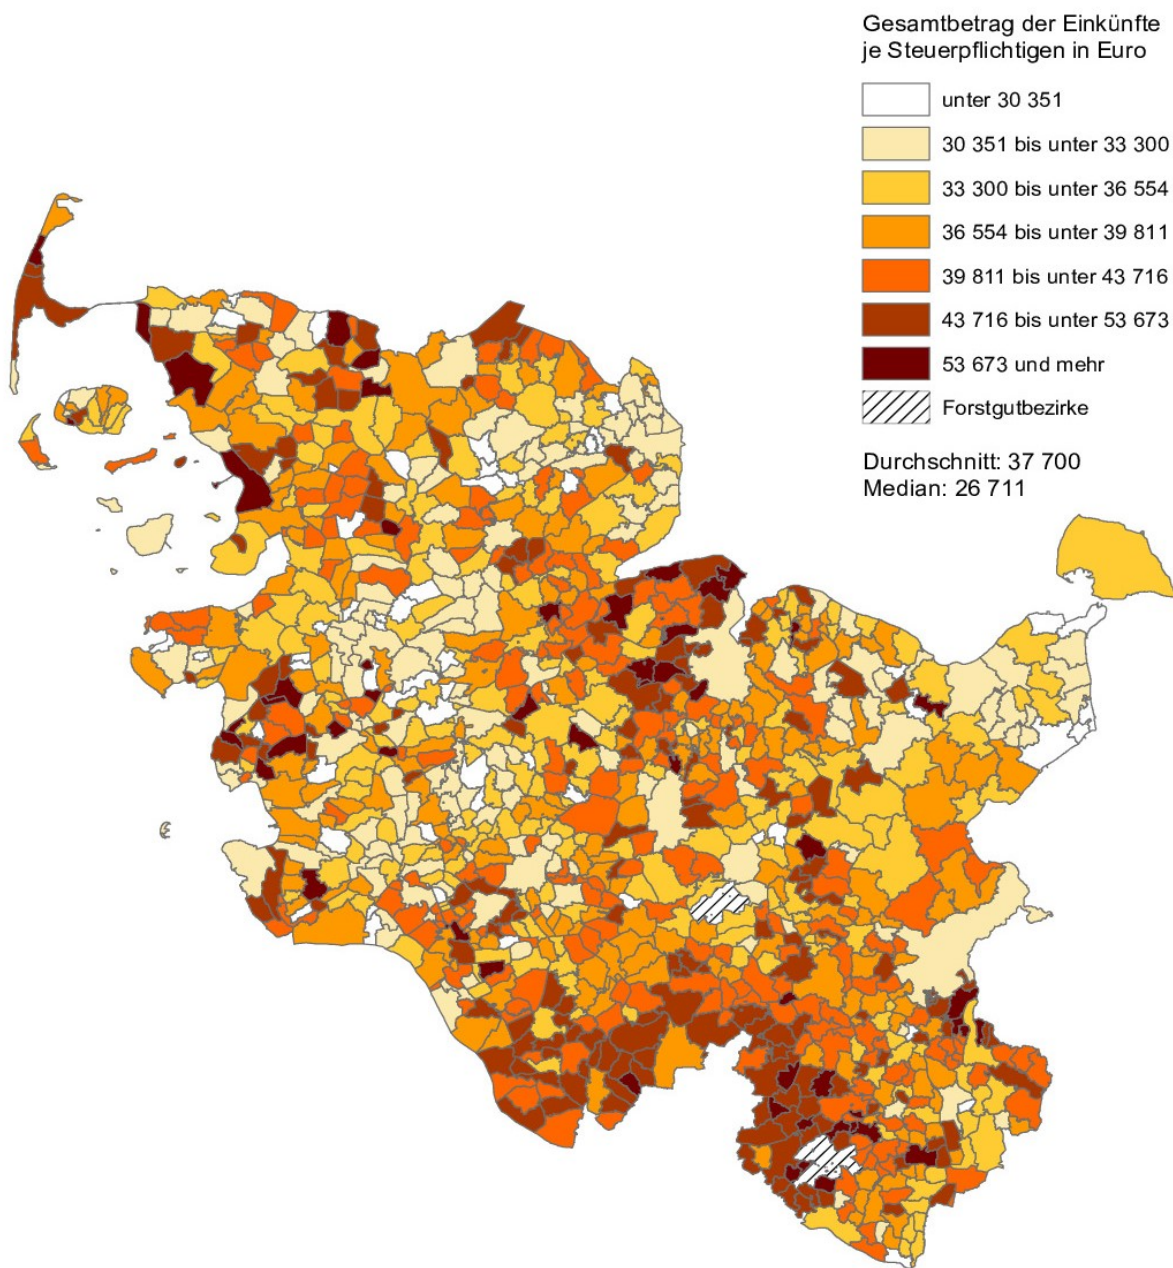 Gesamtbetrag der Einkünfte
je Steuerpflichtigen in Euro
unter 30 351
30 351 bis unter 33 300
33 300 bis unter 36 554
36 554 bis unter 39 811
39 811 bis unter 43 716
43 716 bis unter 53 673
53 673 und mehr
Forstgutbezirke
Durchschnitt: 37 700
Median: 26 711